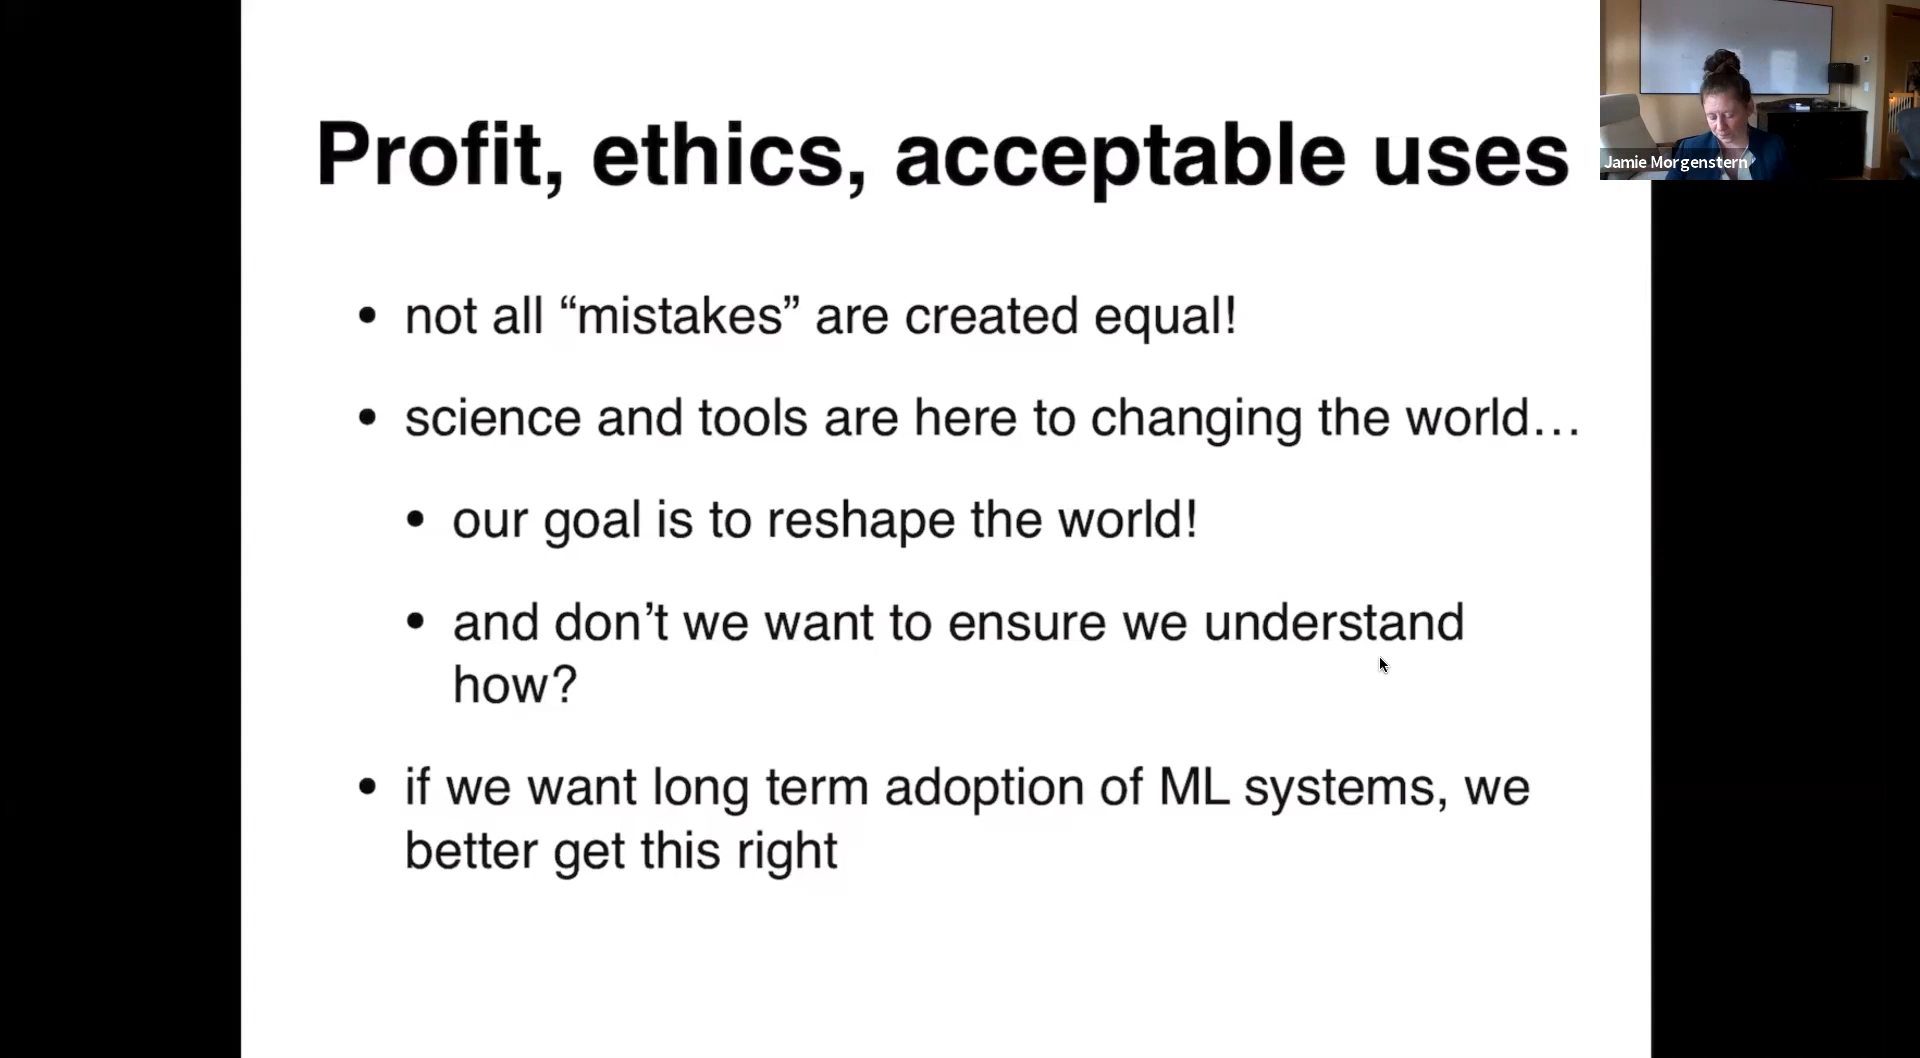 Profit, ethics, acceptable uses
Jamie Morgenstern
• not all “mistakes” are created equal!
• science and tools are here to changing the world…
• our goal is to reshape the world!
• and don’t we want to ensure we understand
how?
• if we want long term adoption of ML systems, we
better get this right